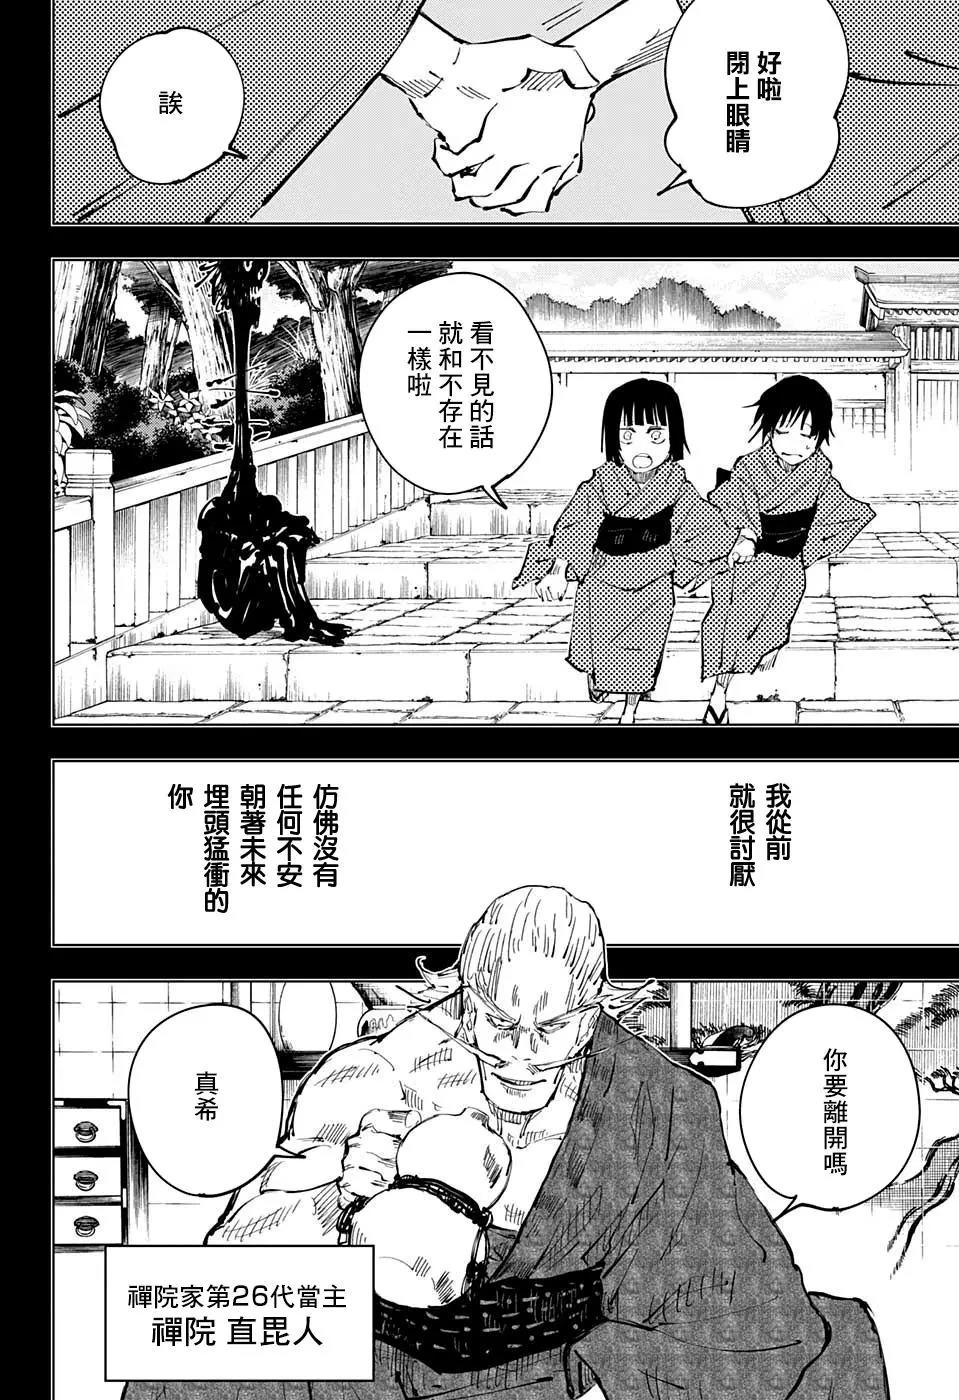 好啦
閉上眼睛
誒
看不見的話
就和不存在
一樣啦
我從前
就很討厭
仿佛沒有
任何不安
朝著未來
埋頭猛衝的
你
你要離開嗎
真希
禪院家第26代當主
禪院 直毘人